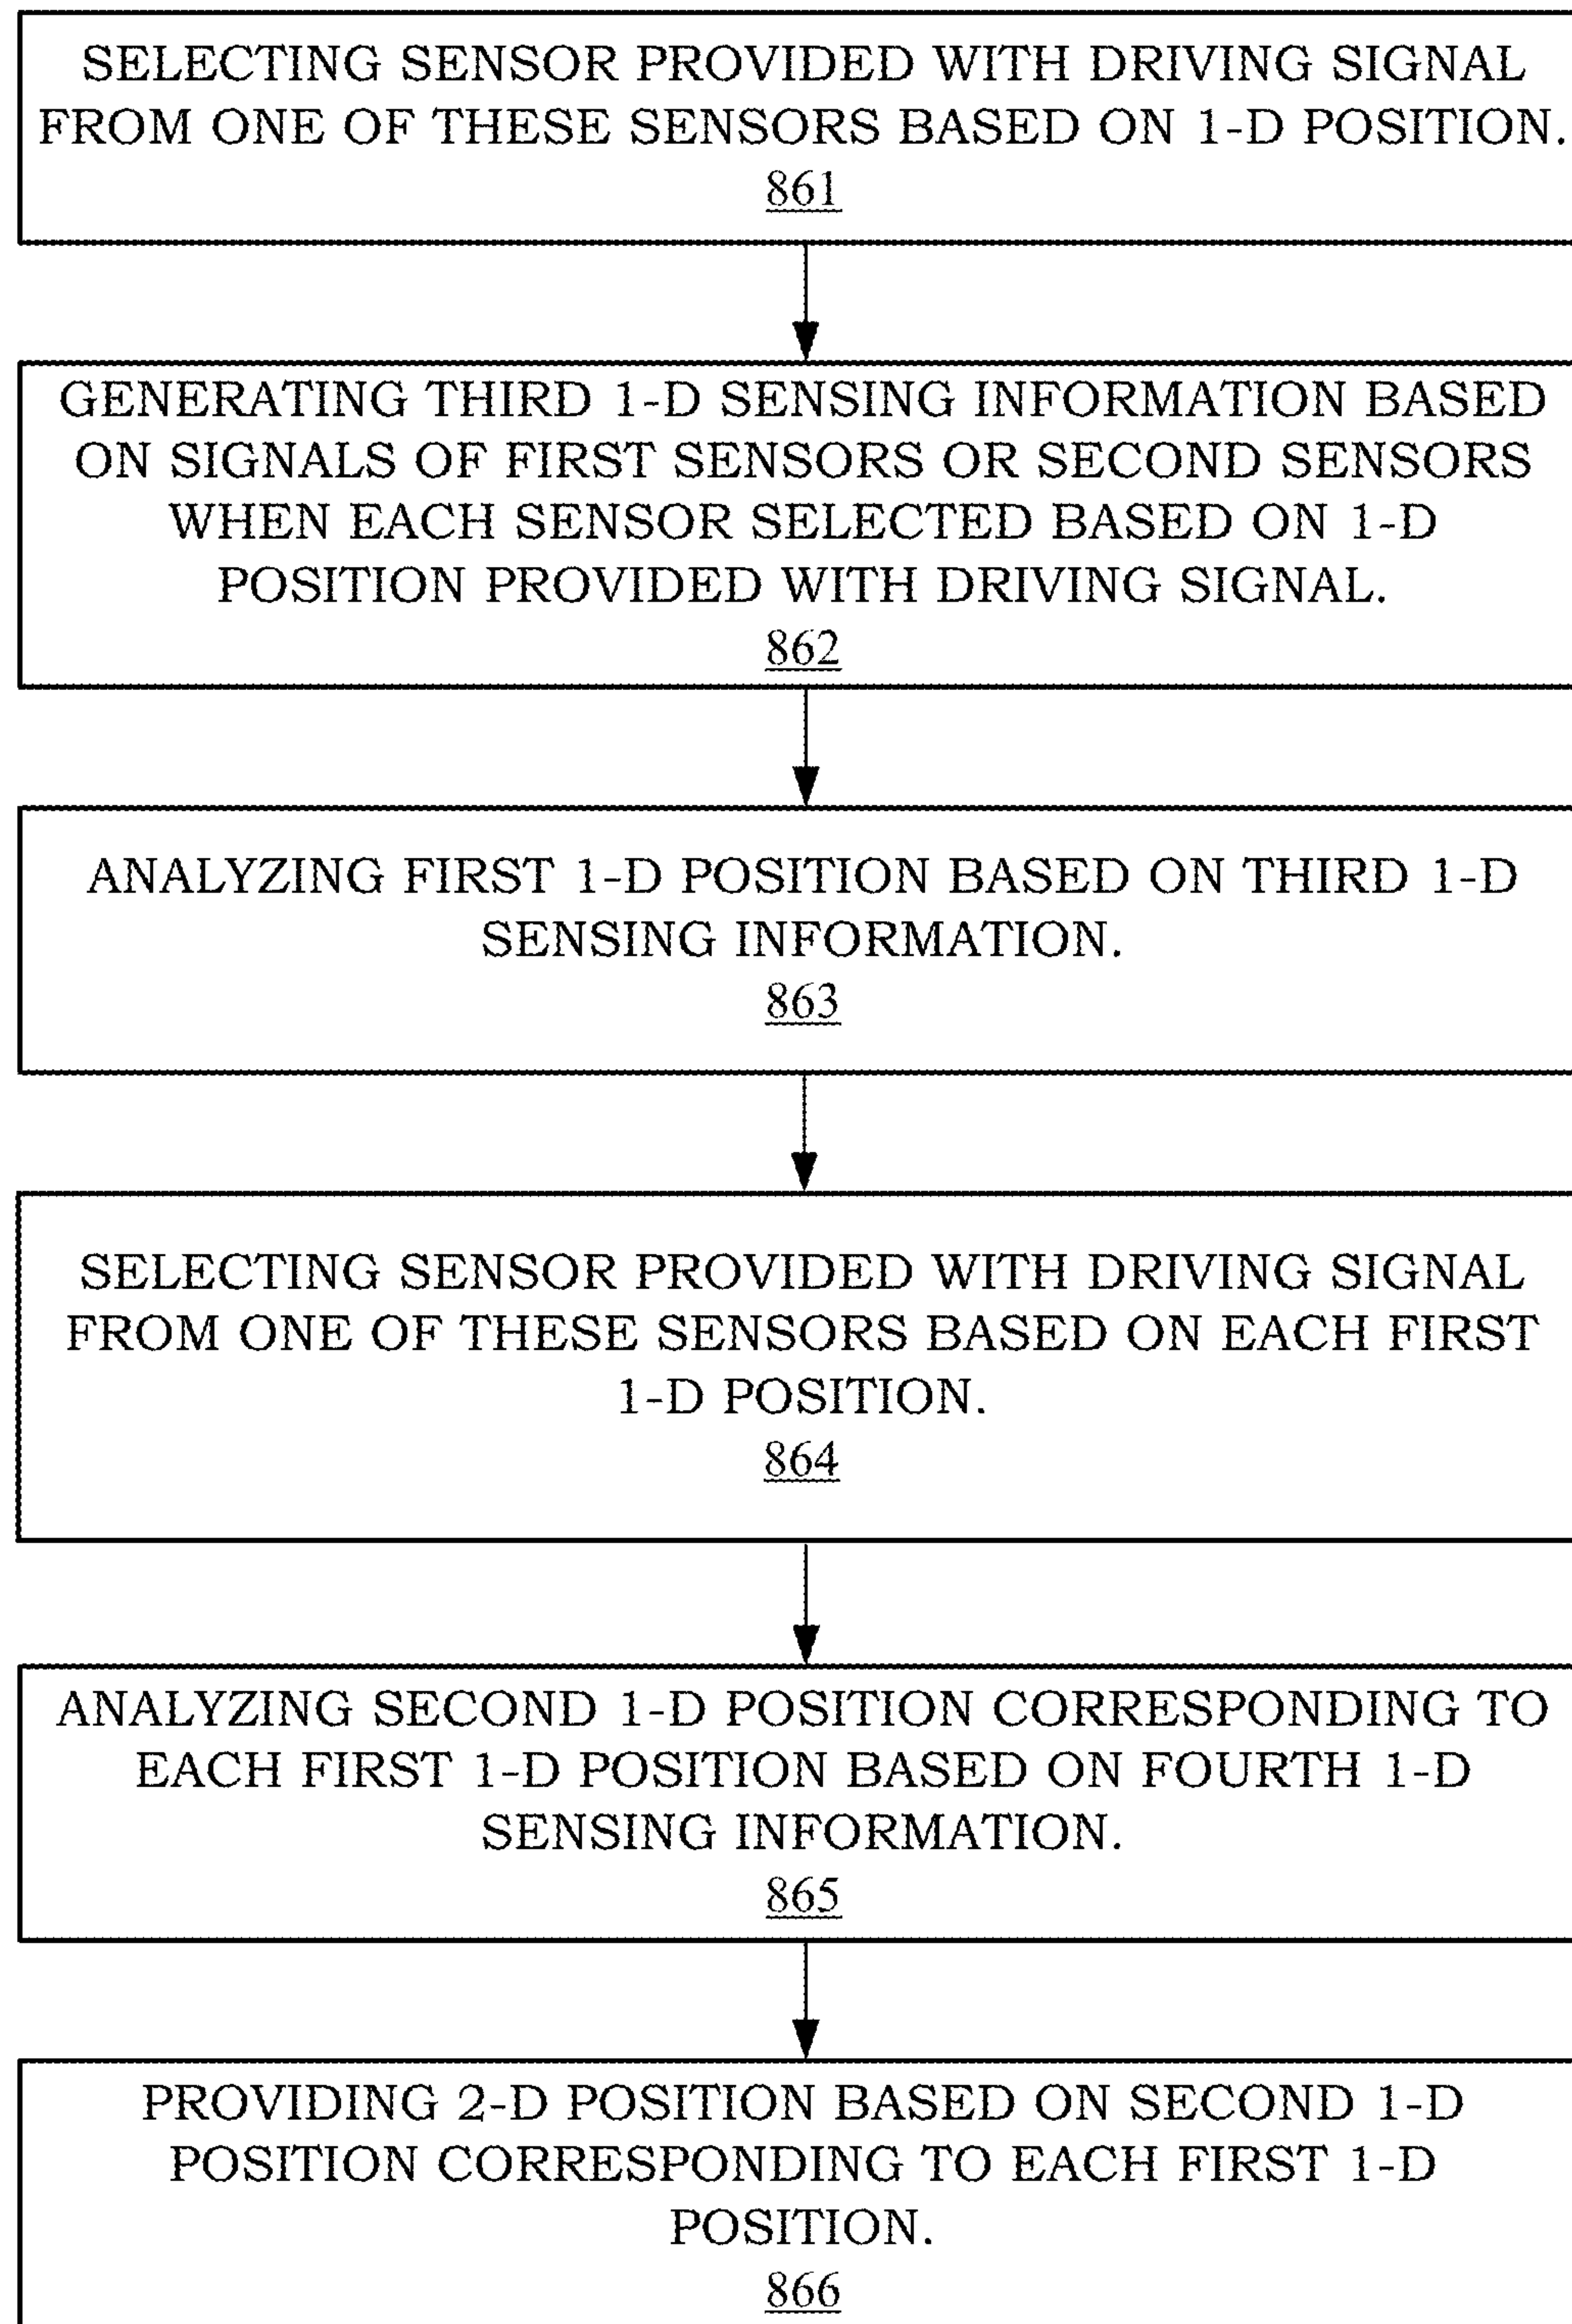 SELECTING SENSOR PROVIDED WITH DRIVING SIGNAL
FROM ONE OF THESE SENSORS BASED ON 1-D POSITION.
861
GENERATING THIRD 1-D SENSING INFORMATION BASED
ON SIGNALS OF FIRST SENSORS OR SECOND SENSORS
WHEN EACH SENSOR SELECTED BASED ON 1-D
POSITION PROVIDED WITH DRIVING SIGNAL.
862
ANALYZING FIRST 1-D POSITION BASED ON THIRD 1-D
SENSING INFORMATION.
863
SELECTING SENSOR PROVIDED WITH DRIVING SIGNAL
FROM ONE OF THESE SENSORS BASED ON EACH FIRST
1-D POSITION.
864
ANALYZING SECOND 1-D POSITION CORRESPONDING TO
EACH FIRST 1-D POSITION BASED ON FOURTH 1-D
SENSING INFORMATION.
865
PROVIDING 2-D POSITION BASED ON SECOND 1-D
POSITION CORRESPONDING TO EACH FIRST 1-D
POSITION.
866